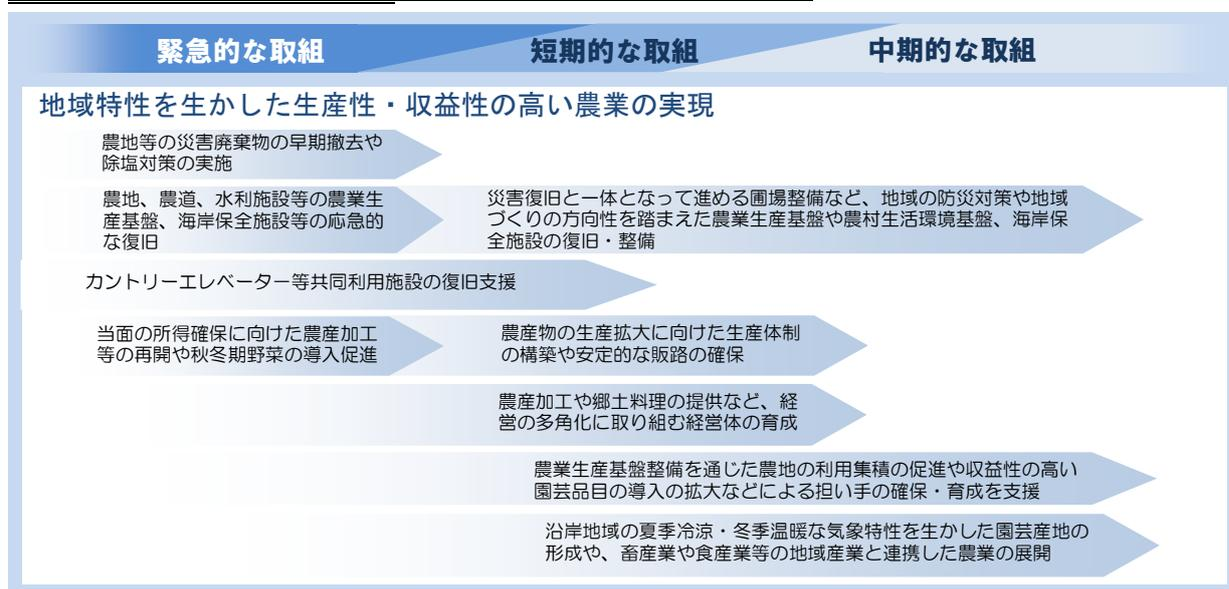 緊急的な取組
短期的な取組
中期的な取組
地域特性を生かした生産性・収益性の高い農業の実現
農地等の災害廃棄物の早期撤去や
除塩対策の実施
農地、農道、水利施設等の農業生
産基盤、海岸保全施設等の応急的
な復旧
災害復旧と一体となって進める圃場整備など、地域の防災対策や地域
づくりの方向性を踏まえた農業生産基盤や農村生活環境基盤、海岸保
全施設の復旧・整備
カントリーエレベーター等共同利用施設の復旧支援
当面の所得確保に向けた農産加工
等の再開や秋冬期野菜の導入促進
農産物の生産拡大に向けた生産体制
の構築や安定的な販路の確保
農産加工や郷土料理の提供など、経
営の多角化に取り組む経営体の育成
農業生産基盤整備を通じた農地の利用集積の促進や収益性の高い
園芸品目の導入の拡大などによる担い手の確保・育成を支援
沿岸地域の夏季冷涼・冬季温暖な気象特性を生かした園芸産地の
形成や、畜産業や食産業等の地域産業と連携した農業の展開